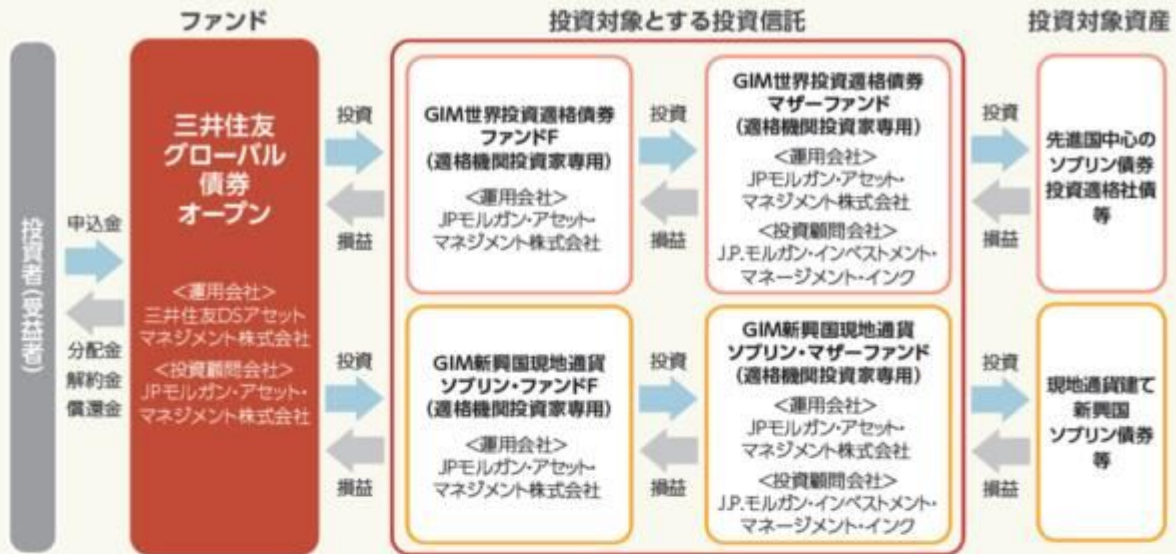 ファンド
投資対象とする投資信託
投資対象資産
投資者(受益者)
申込金
分配金
解約金
償還金
三井住友
グローバル
債券
オープン
<運用会社>
三井住友DSアセット
マネジメント株式会社
<投資顧問会社>
JPモルガン・アセット・
マネジメント株式会社
投資
損益
GIM世界投資適格債券
ファンドF
(適格機関投資家専用)
<運用会社>
JPモルガン・アセット・
マネジメント株式会社
投資
損益
GIM世界投資適格債券
マザーファンド
(適格機関投資家専用)
<運用会社>
JPモルガン・アセット・
マネジメント株式会社
<投資顧問会社>
J.P.モルガン・インベストメント・
マネージメント・インク
投資
損益
先進国中心の
ソブリン債券
投資適格社債
等
投資
損益
GIM新興国現地通貨
ソブリン・ファンドF
(適格機関投資家専用)
<運用会社>
JPモルガン・アセット・
マネジメント株式会社
投資
損益
GIM新興国現地通貨
ソブリン・マザーファンド
(適格機関投資家専用)
<運用会社>
JPモルガン・アセット・
マネジメント株式会社
<投資顧問会社>
J.P.モルガン・インベストメント・
マネージメント・インク
投資
損益
現地通貨建て
新興国
ソブリン債券
等